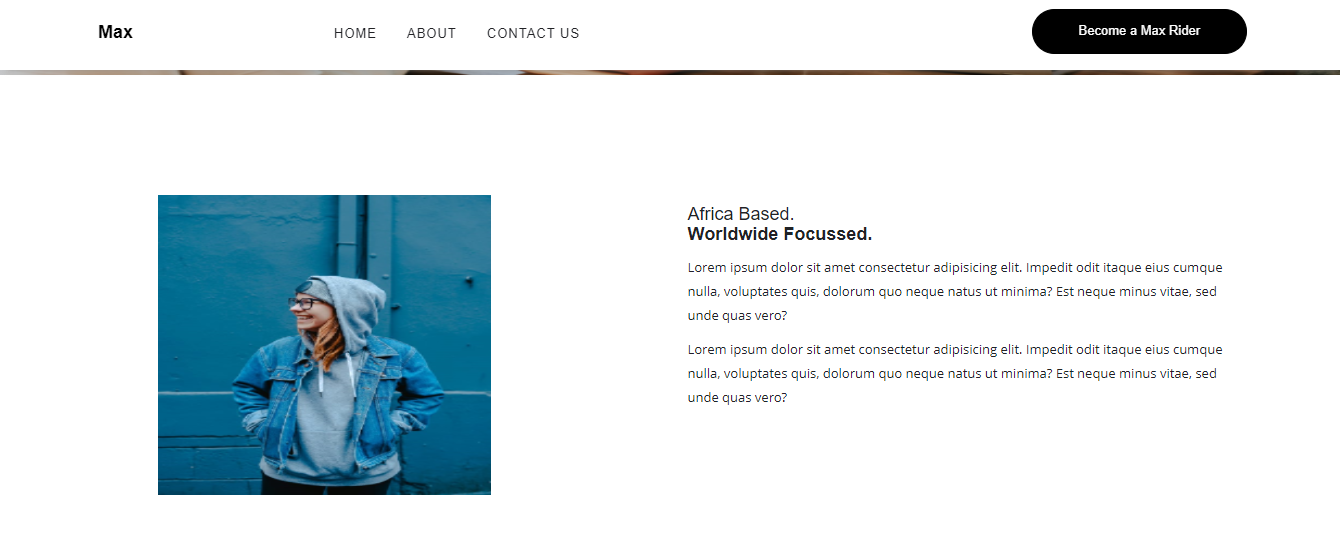 Max
HOME
ABOUT
CONTACT US
Become a Max Rider
Africa Based.
Worldwide Focussed.
Lorem ipsum dolor sit amet consectetur adipisicing elit. Impedit odit itaque eius cumque
nulla, voluptates quis, dolorum quo neque natus ut minima? Est neque minus vitae, sed
unde quas vero?
Lorem ipsum dolor sit amet consectetur adipisicing elit. Impedit odit itaque eius cumque
nulla, voluptates quis, dolorum quo neque natus ut minima? Est neque minus vitae, sed
unde quas vero?